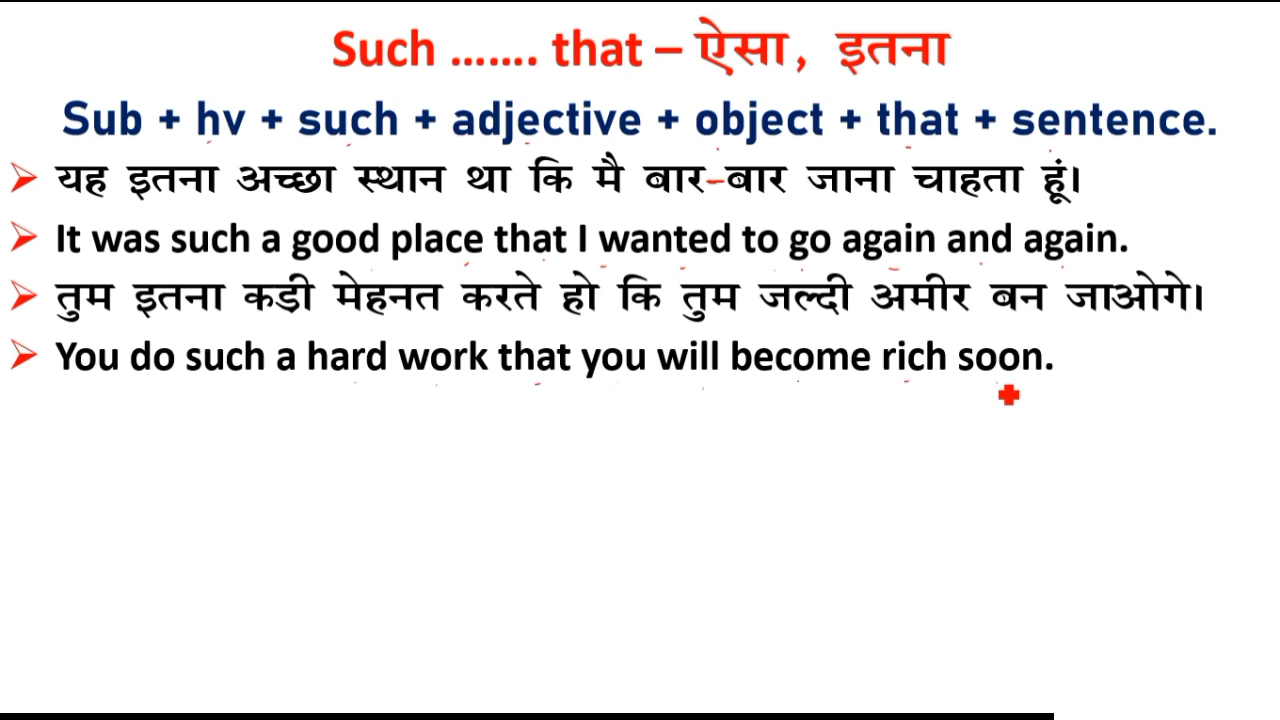 Such ....... that – ऐसा, इतना
Sub + hv + such + adjective + object + that + sentence.
यह इतना अच्छा स्थान था कि मै बार-बार जाना चाहता हूं।
It was such a good place that I wanted to go again and again.
तुम इतना कड़ी मेहनत करते हो कि तुम जल्दी अमीर बन जाओगे।
You do such a hard work that you will become rich soon.